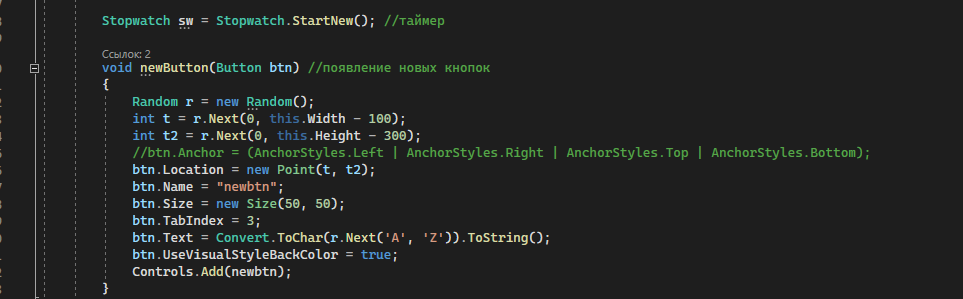 Stopwatch sw = Stopwatch.StartNew(); //таймер
Ссылок: 2
void newButton(Button btn) //появление новых кнопок
{
Random r = new Random();
int t = r.Next(0, this.Width - 100);
int t2 = r.Next(0, this.Height - 300);
//btn.Anchor = (AnchorStyles.Left | AnchorStyles.Right | AnchorStyles.Top | AnchorStyles.Bottom);
btn.Location = new Point(t, t2);
btn.Name = "newbtn";
btn.Size = new Size(50, 50);
btn.TabIndex = 3;
btn.Text = Convert.ToChar(r.Next('A', 'Z')).ToString();
btn.UseVisualStyleBackColor = true;
Controls.Add(newbtn);
}